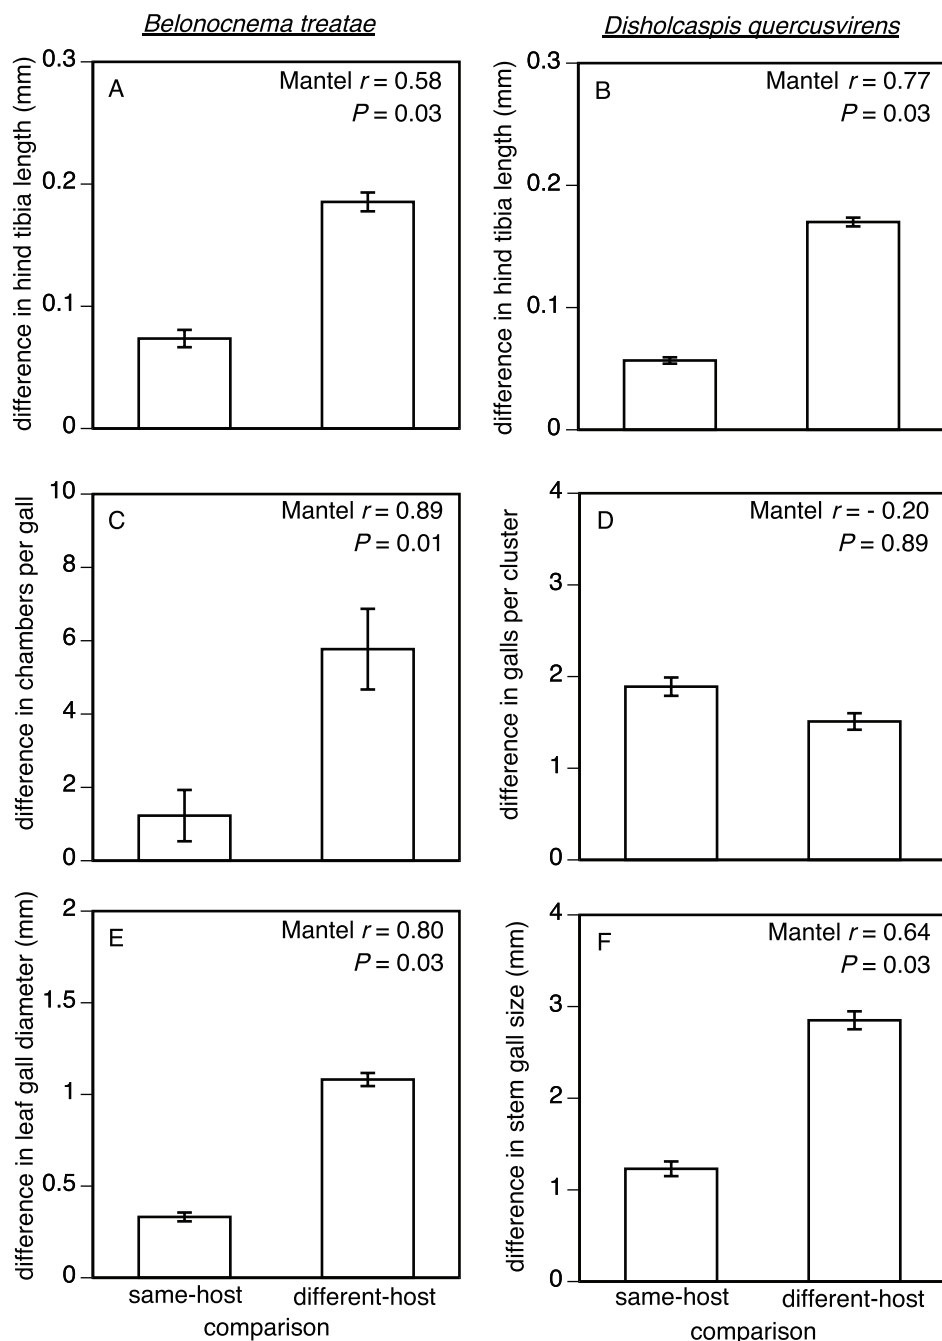 Belonocnema treatae
Disholcaspis quercusvirens
A
Mantel r = 0.58
P = 0.03
difference in hind tibia length (mm)
0.3
0.2
0.1
0
B
Mantel r = 0.77
P = 0.03
difference in hind tibia length (mm)
0.3
0.2
0.1
0
C
Mantel r = 0.89
P = 0.01
difference in chambers per gall
10
8
6
4
2
0
D
Mantel r = - 0.20
P = 0.89
difference in galls per cluster
4
3
2
1
0
E
Mantel r = 0.80
P = 0.03
difference in leaf gall diameter (mm)
2
1.5
1
0.5
0
same-host
different-host
comparison
F
Mantel r = 0.64
P = 0.03
difference in stem gall size (mm)
4
3
2
1
0
same-host
different-host
comparison